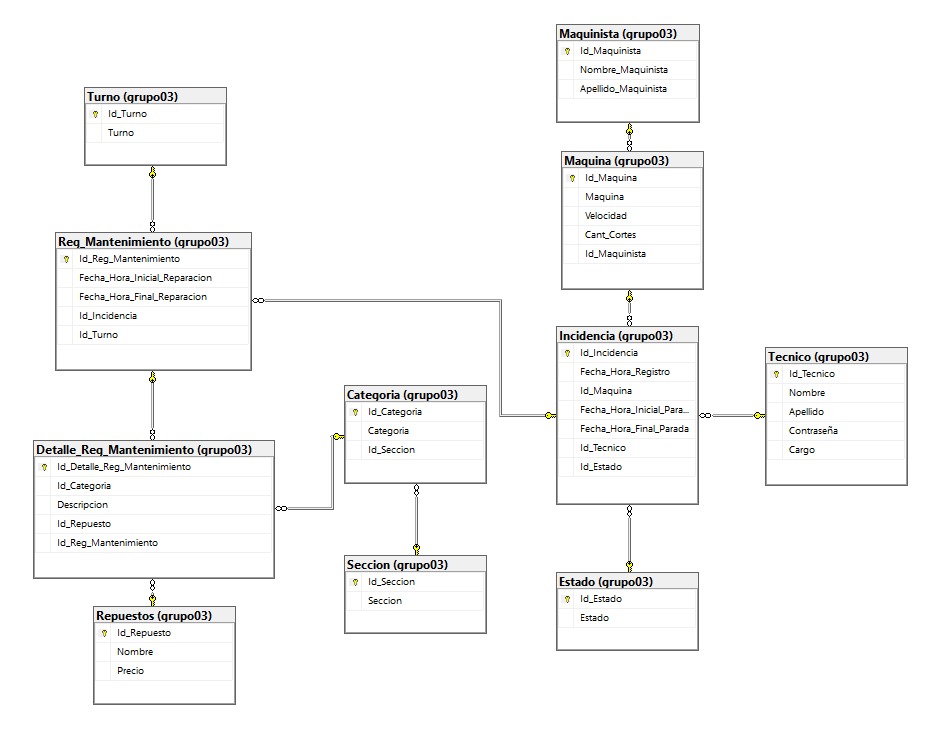 Maquinista (grupo03)
Id_Maquinista
Nombre_Maquinista
Apellido_Maquinista
Turno (grupo03)
Id_Turno
Turno
Maquina (grupo03)
Id_Maquina
Maquina
Velocidad
Cant_Cortes
Id_Maquinista
Reg_Mantenimiento (grupo03)
Id_Reg_Mantenimiento
Fecha_Hora_Inicial_Reparacion
Fecha_Hora_Final_Reparacion
Id_Incidencia
Id_Turno
Incidencia (grupo03)
Id_Incidencia
Fecha_Hora_Registro
Id_Maquina
Fecha_Hora_Inicial_Para...
Fecha_Hora_Final_Parada
Id_Tecnico
Id_Estado
Tecnico (grupo03)
Id_Tecnico
Nombre
Apellido
Contraseña
Cargo
Categoria (grupo03)
Id_Categoria
Categoria
Id_Seccion
Detalle_Reg_Mantenimiento (grupo03)
Id_Detalle_Reg_Mantenimiento
Id_Categoria
Descripcion
Id_Repuesto
Id_Reg_Mantenimiento
Seccion (grupo03)
Id_Seccion
Seccion
Estado (grupo03)
Id_Estado
Estado
Repuestos (grupo03)
Id_Repuesto
Nombre
Precio